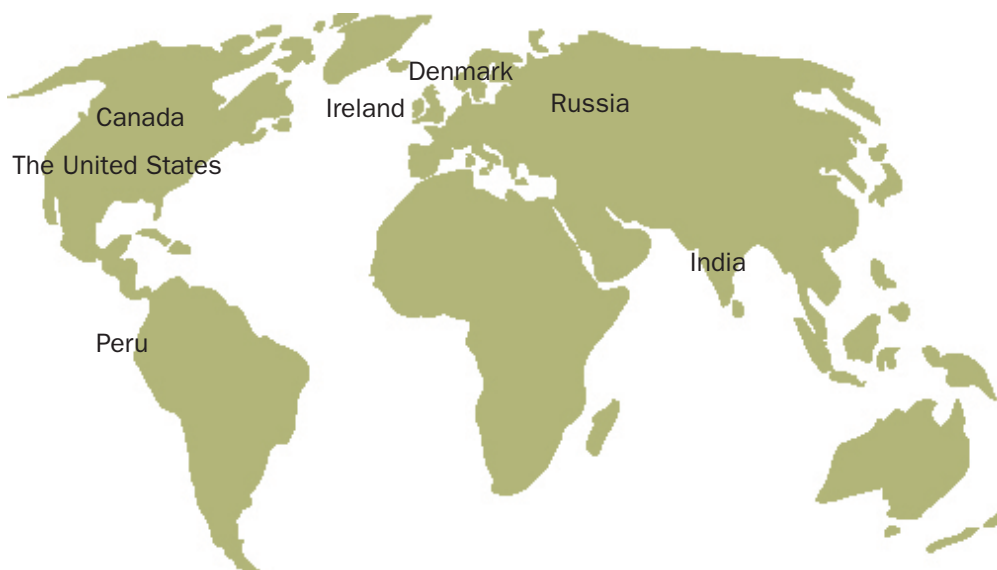 Denmark
Ireland
Russia
Canada
The United States
India
Peru